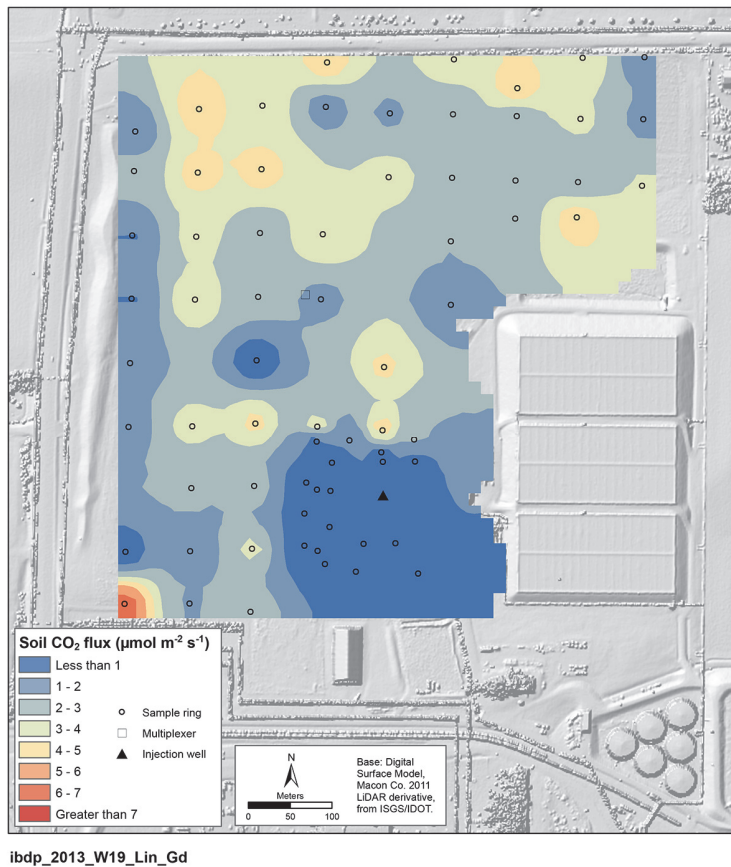 Soil CO₂ flux (µmol m⁻² s⁻¹)
Less than 1
1 - 2
2 - 3
3 - 4
4 - 5
5 - 6
6 - 7
Greater than 7
Sample ring
Multiplexer
Injection well
N
Meters
0 50 100
Base: Digital
Surface Model,
Macon Co. 2011
LiDAR derivative,
from ISGS/IDOT.
ibdp_2013_W19_Lin_Gd